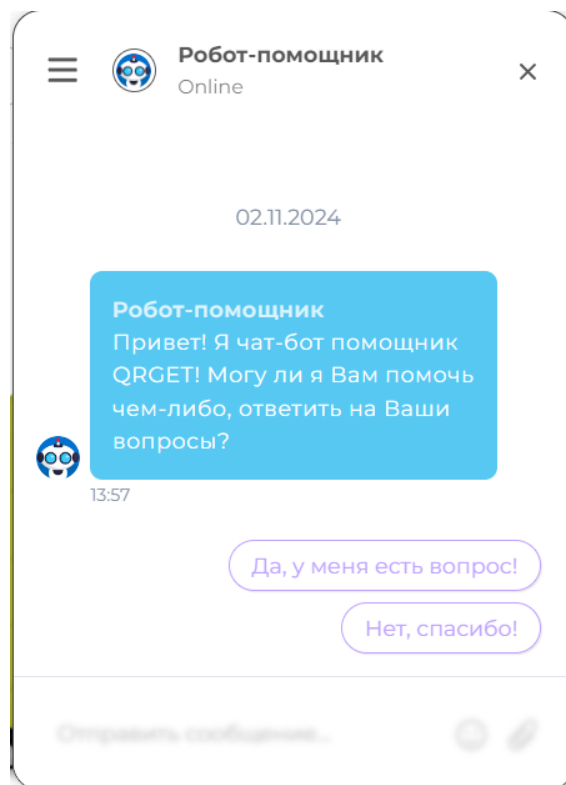 Робот-помощник
Online
02.11.2024
Робот-помощник
Привет! Я чат-бот помощник
QRGET! Могу ли я Вам помочь
чем-либо, ответить на Ваши
вопросы?
13:57
Да, у меня есть вопрос!
Нет, спасибо!
Отправить сообщение...